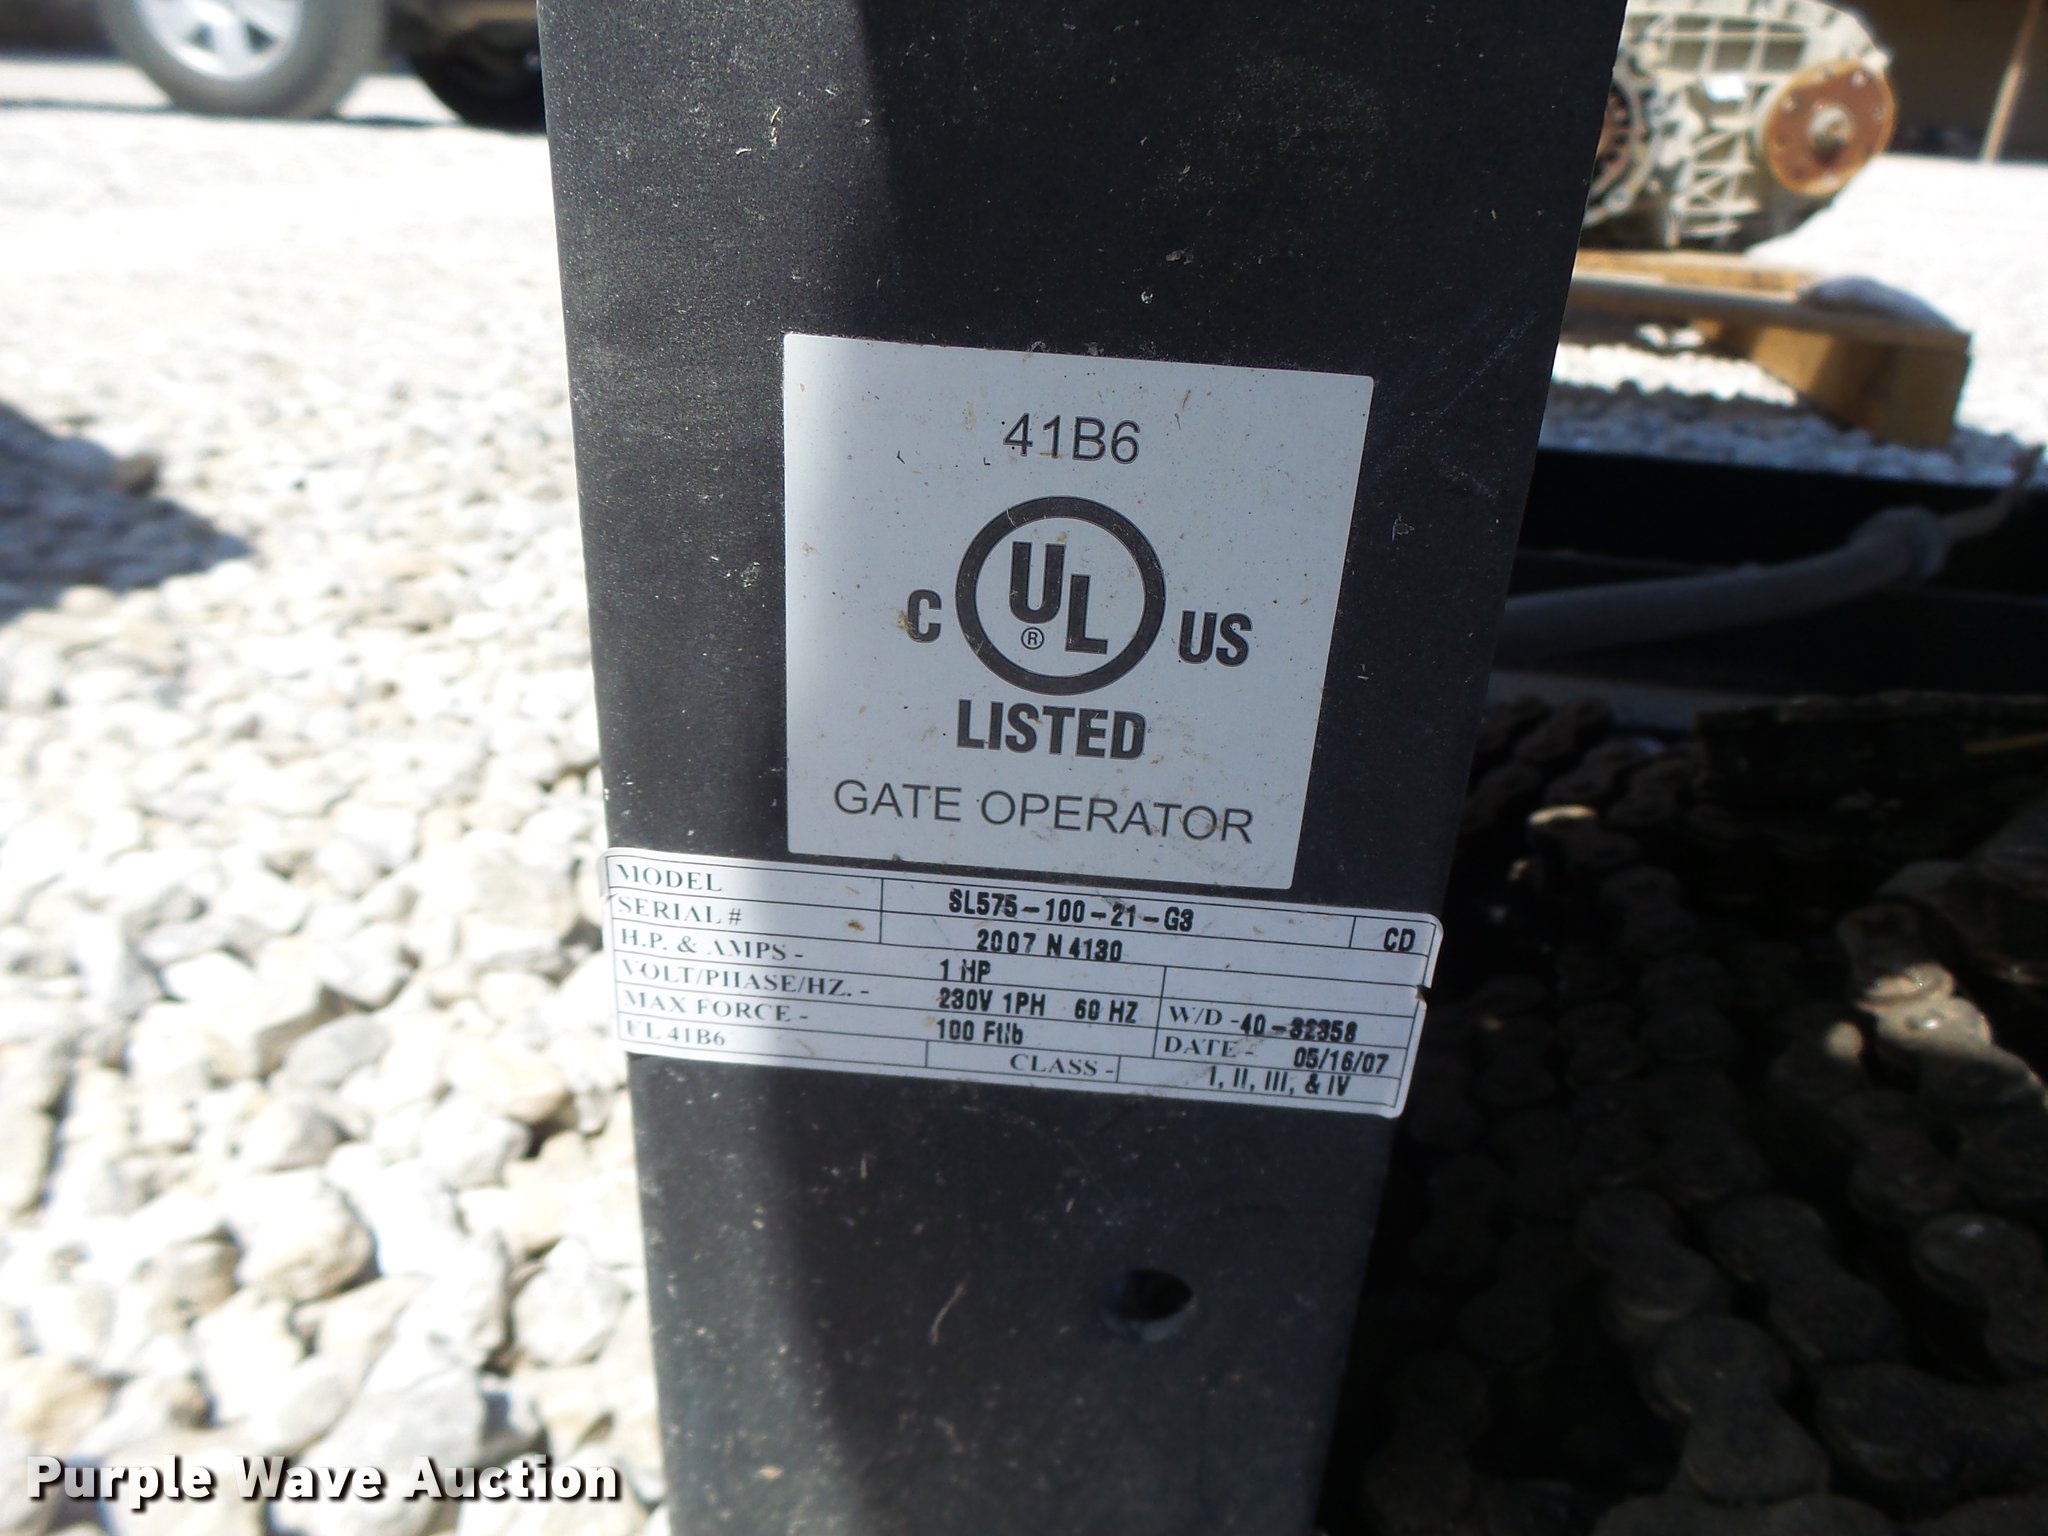 41B6
C UL ® US
LISTED
GATE OPERATOR
MODEL SL575-100-21-G3 CD
SERIAL # 2007 N 4130
H.P. & AMPS - 1 HP
VOLT/PHASE/HZ. - 230V 1PH 60 HZ W/D - 40-32358
MAX FORCE - 100 Ftlb DATE - 05/16/07
UL 41B6 CLASS - I, II, III, & IV
Purple Wave Auction